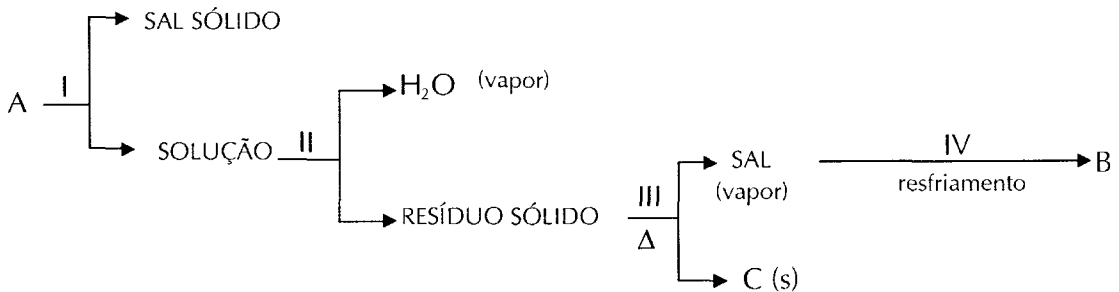 SAL SÓLIDO
A
I
H₂O (vapor)
SOLUÇÃO
II
SAL
(vapor)
IV
resfriamento
B
RESÍDUO SÓLIDO
III
Δ
C (s)